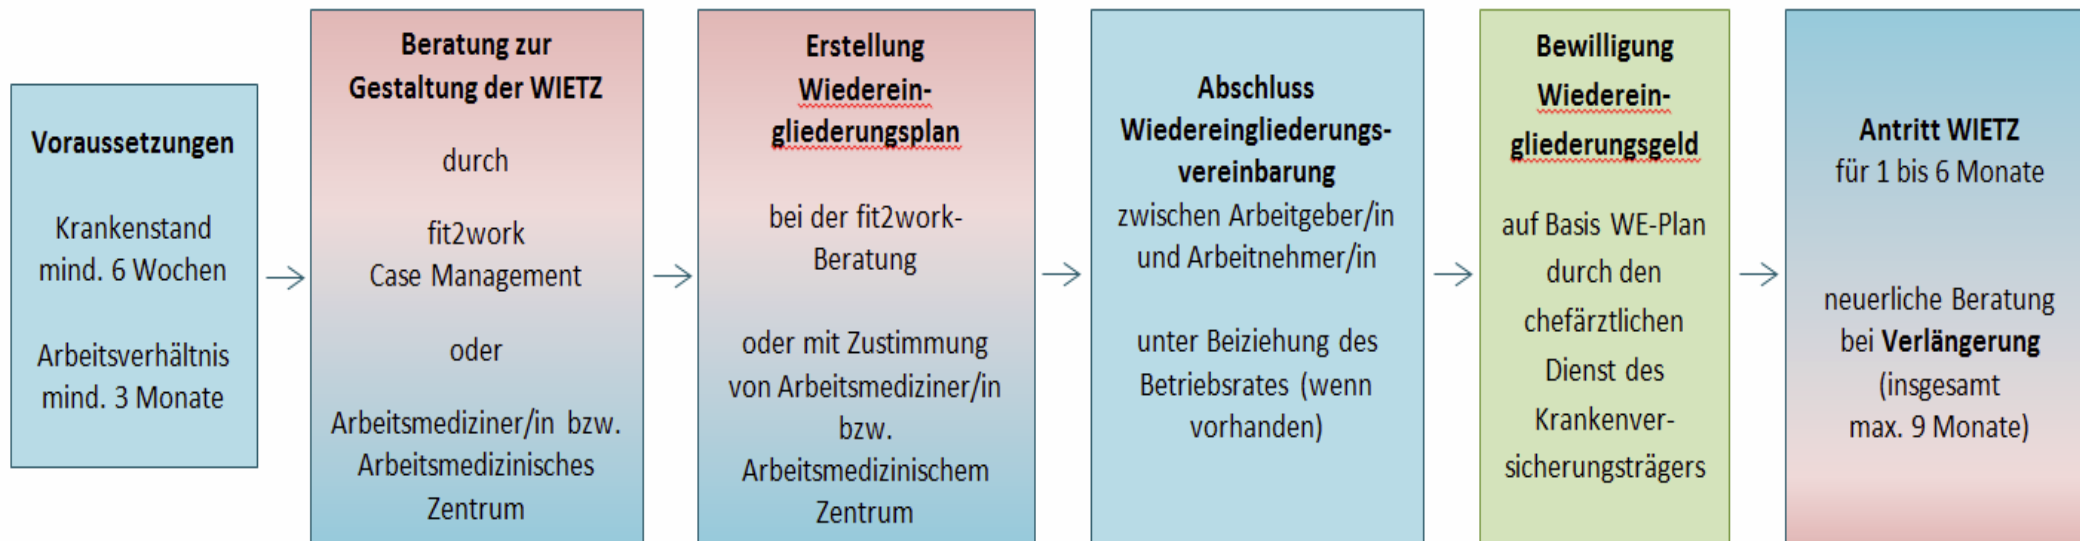 Voraussetzungen
Krankenstand
mind. 6 Wochen
Arbeitsverhältnis
mind. 3 Monate
Beratung zur
Gestaltung der WIETZ
durch
fit2work
Case Management
oder
Arbeitsmediziner/in bzw.
Arbeitsmedizinisches
Zentrum
Erstellung
Wiederein-
gliederungsplan
bei der fit2work-
Beratung
oder mit Zustimmung
von Arbeitsmediziner/in
bzw.
Arbeitsmedizinischem
Zentrum
Abschluss
Wiedereingliederungs-
vereinbarung
zwischen Arbeitgeber/in
und Arbeitnehmer/in
unter Beiziehung des
Betriebsrates (wenn
vorhanden)
Bewilligung
Wiederein-
gliederungsgeld
auf Basis WE-Plan
durch den
chefärztlichen
Dienst des
Krankenver-
sicherungsträgers
Antritt WIETZ
für 1 bis 6 Monate
neuerliche Beratung
bei Verlängerung
(insgesamt
max. 9 Monate)